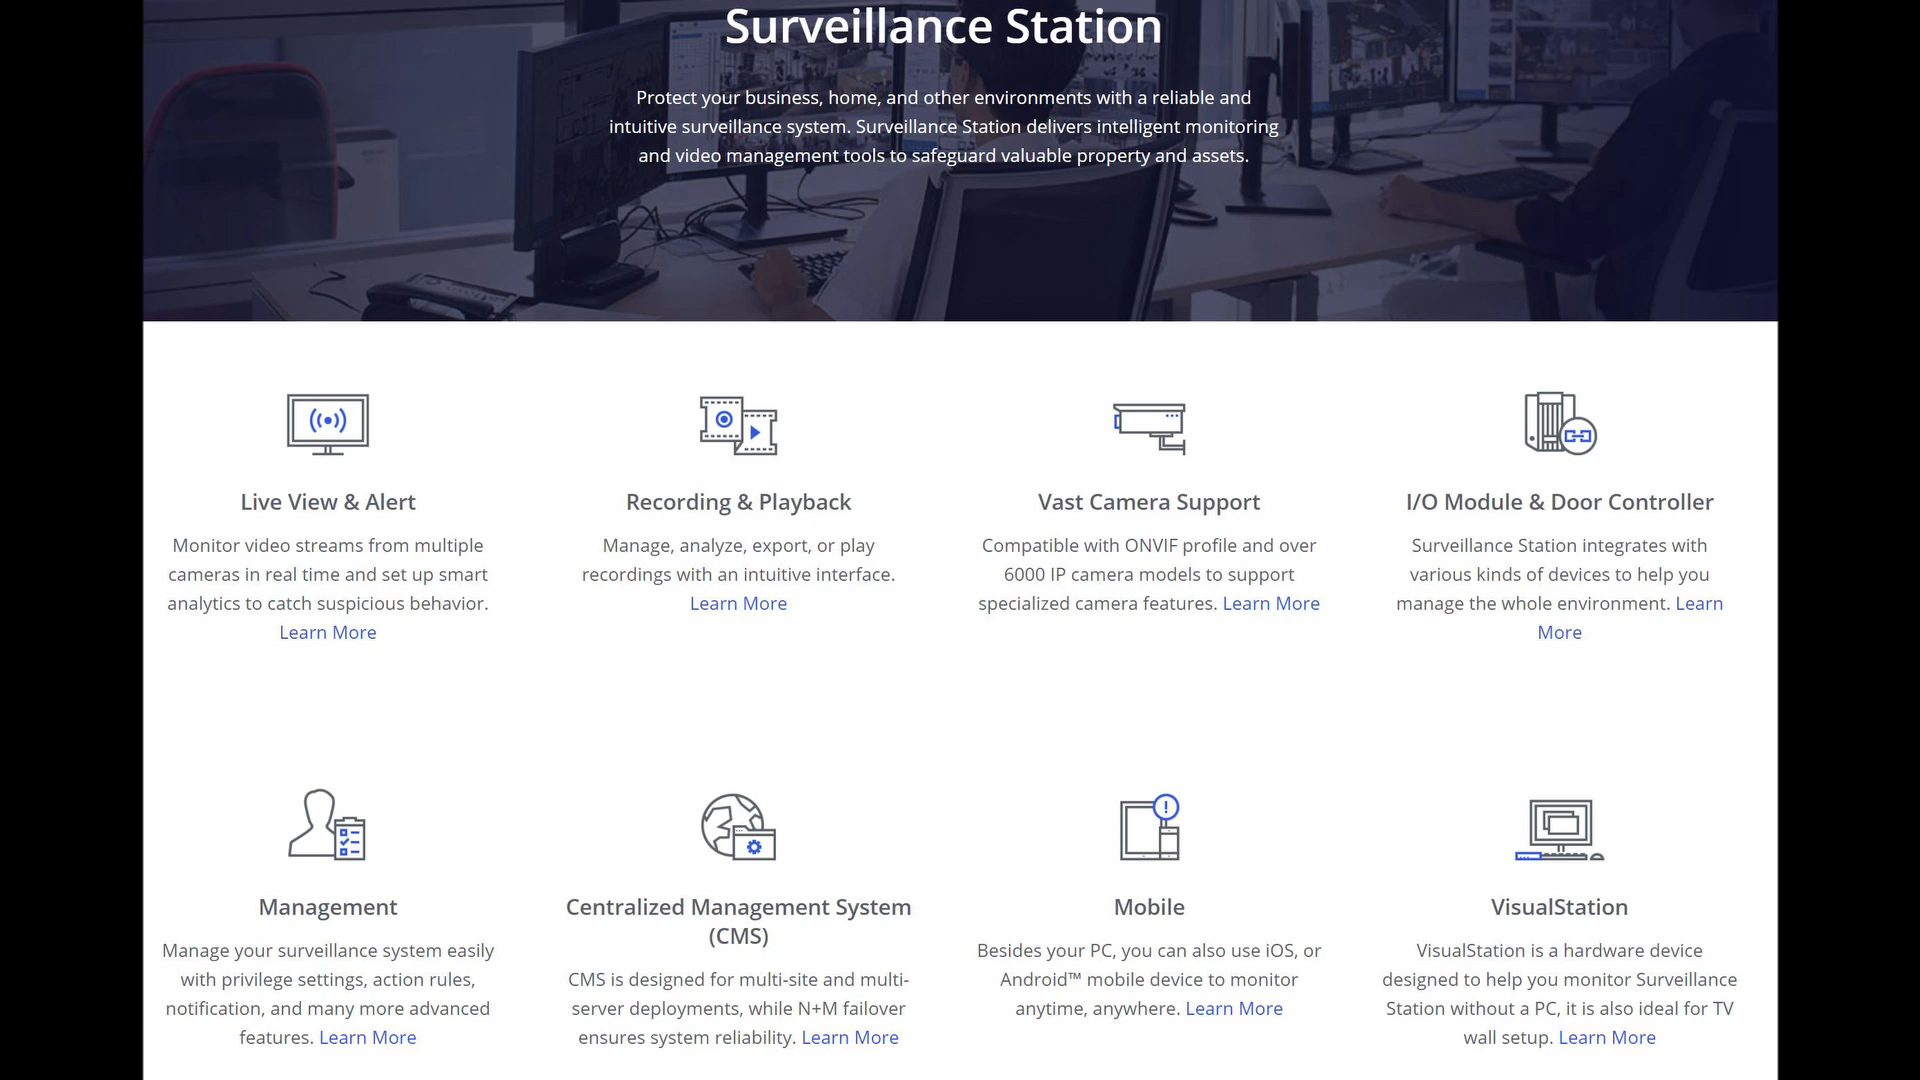 Surveillance Station
Protect your business, home, and other environments with a reliable and
intuitive surveillance system. Surveillance Station delivers intelligent monitoring
and video management tools to safeguard valuable property and assets.
Live View & Alert
Monitor video streams from multiple
cameras in real time and set up smart
analytics to catch suspicious behavior.
Learn More
Recording & Playback
Manage, analyze, export, or play
recordings with an intuitive interface.
Learn More
Vast Camera Support
Compatible with ONVIF profile and over
6000 IP camera models to support
specialized camera features. Learn More
I/O Module & Door Controller
Surveillance Station integrates with
various kinds of devices to help you
manage the whole environment. Learn
More
Management
Manage your surveillance system easily
with privilege settings, action rules,
notification, and many more advanced
features. Learn More
Centralized Management System
(CMS)
CMS is designed for multi-site and multi-
server deployments, while N+M failover
ensures system reliability. Learn More
Mobile
Besides your PC, you can also use iOS, or
Android™ mobile device to monitor
anytime, anywhere. Learn More
VisualStation
VisualStation is a hardware device
designed to help you monitor Surveillance
Station without a PC, it is also ideal for TV
wall setup. Learn More